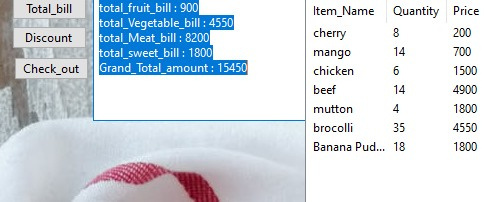 Total_bill
Discount
Check_out
total_fruit_bill : 900
total_Vegetable_bill : 4550
total_Meat_bill : 8200
total_sweet_bill : 1800
Grand_Total_amount : 15450
Item_Name Quantity Price
cherry 8 200
mango 14 700
chicken 6 1500
beef 14 4900
mutton 4 1800
brocolli 35 4550
Banana Pud... 18 1800